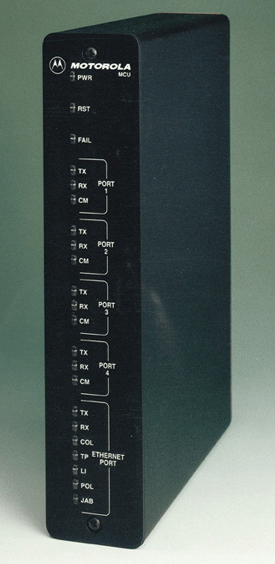 MOTOROLA
MCU
PWR
RST
FAIL
TX
RX
CM
PORT
1
TX
RX
CM
PORT
2
TX
RX
CM
PORT
3
TX
RX
CM
PORT
4
TX
RX
COL
TP
LI
POL
JAB
ETHERNET
PORT